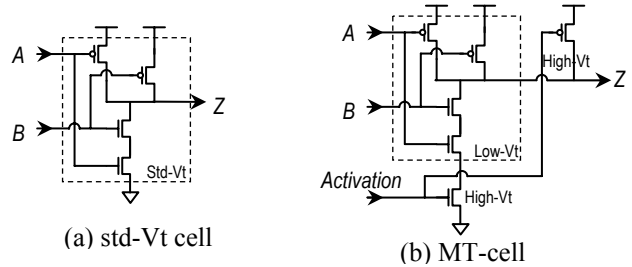 A
B
Z
Std-Vt
(a) std-Vt cell
A
High-Vt
Z
B
Low-Vt
Activation
High-Vt
(b) MT-cell